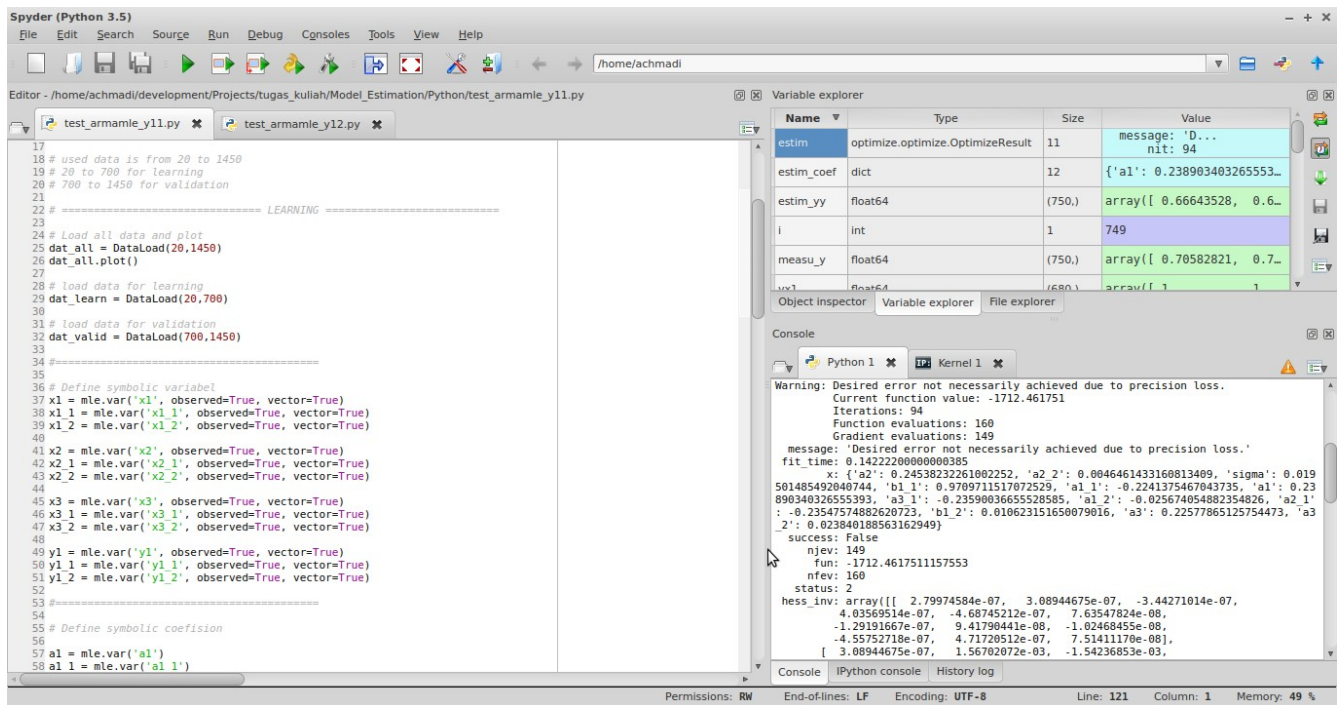 Spyder (Python 3.5)
File Edit Search Source Run Debug Consoles Tools View Help
/home/achmadi
Editor - /home/achmadi/development/Projects/tugas_kuliah/Model_Estimation/Python/test_armamle_y11.py
test_armamle_y11.py
test_armamle_y12.py
17
18 # used data is from 20 to 1450
19 # 20 to 700 for learning
20 # 700 to 1450 for validation
21
22 # ============================== LEARNING ==========================
23
24 # Load all data and plot
25 dat_all = DataLoad(20,1450)
26 dat_all.plot()
27
28 # load data for learning
29 dat_learn = DataLoad(20,700)
30
31 # load data for validation
32 dat_valid = DataLoad(700,1450)
33
34 #========================================
35
36 # Define symbolic variabel
37 x1 = mle.var('x1', observed=True, vector=True)
38 x1_1 = mle.var('x1_1', observed=True, vector=True)
39 x1_2 = mle.var('x1_2', observed=True, vector=True)
40
41 x2 = mle.var('x2', observed=True, vector=True)
42 x2_1 = mle.var('x2_1', observed=True, vector=True)
43 x2_2 = mle.var('x2_2', observed=True, vector=True)
44
45 x3 = mle.var('x3', observed=True, vector=True)
46 x3_1 = mle.var('x3_1', observed=True, vector=True)
47 x3_2 = mle.var('x3_2', observed=True, vector=True)
48
49 y1 = mle.var('y1', observed=True, vector=True)
50 y1_1 = mle.var('y1_1', observed=True, vector=True)
51 y1_2 = mle.var('y1_2', observed=True, vector=True)
52
53 #========================================
54
55 # Define symbolic coefision
56
57 a1 = mle.var('a1')
58 a1_1 = mle.var('a1_1')
Variable explorer
Name Type Size Value
estim optimize.optimize.OptimizeResult 11 message: 'D...
nit: 94
estim_coef dict 12 {'a1': 0.238903403265553...
estim_yy float64 (750,) array([ 0.66643528, 0.6...
i int 1 749
measu_y float64 (750,) array([ 0.70582821, 0.7...
float64 (680,) array([ 1. 1.
Object inspector Variable explorer File explorer
Console
Python 1
IP: Kernel 1
Warning: Desired error not necessarily achieved due to precision loss.
Current function value: -1712.461751
Iterations: 94
Function evaluations: 160
Gradient evaluations: 149
message: 'Desired error not necessarily achieved due to precision loss.'
fit_time: 0.14222200000000385
x: {'a2': 0.24538232261002252, 'a2_2': 0.0046461433160813409, 'sigma': 0.019
501485492040744, 'b1_1': 0.9709711517072529, 'a1_1': -0.2241375467043735, 'a1': 0.23
890340326555393, 'a3_1': -0.23590036655528585, 'a1_2': -0.025674054882354826, 'a2_1'
: -0.23547574882620723, 'b1_2': 0.010623151650079016, 'a3': 0.22577865125754473, 'a3
_2': 0.023840188563162949}
success: False
njev: 149
fun: -1712.4617511157553
nfev: 160
status: 2
hess_inv: array([[ 2.79974584e-07, 3.08944675e-07, -3.44271014e-07,
4.03569514e-07, -4.68745212e-07, 7.63547824e-08,
-1.29191667e-07, 9.41790441e-08, -1.02468455e-08,
-4.55752718e-07, 4.71720512e-07, 7.51411170e-08],
[ 3.08944675e-07, 1.56702072e-03, -1.54236853e-03,
Console IPython console History log
Permissions: RW End-of-lines: LF Encoding: UTF-8 Line: 121 Column: 1 Memory: 49 %